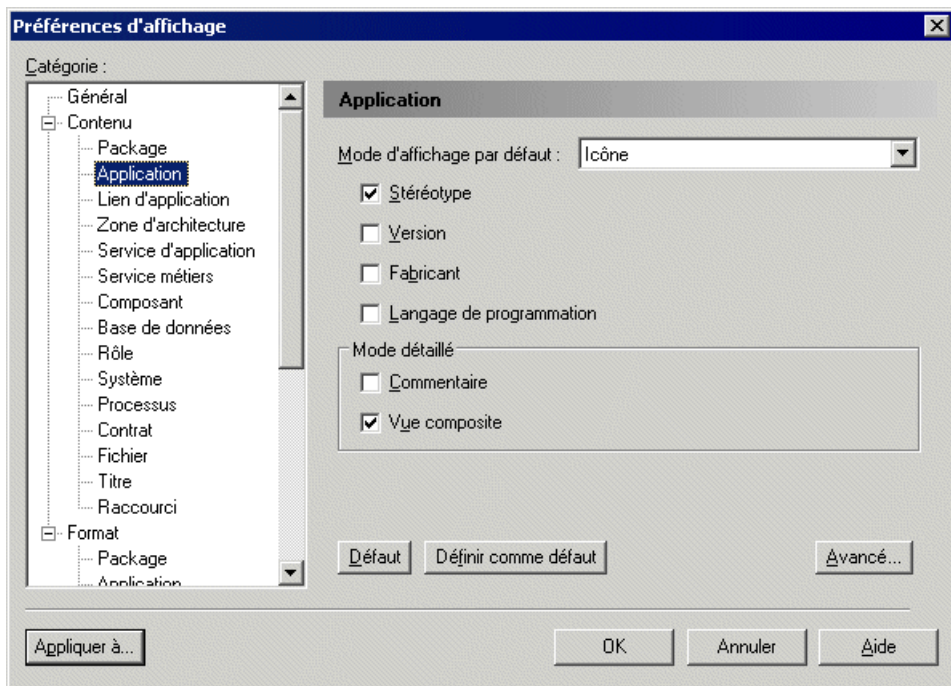 Préférences d'affichage
Catégorie :
Général
Contenu
Package
Application
Lien d'application
Zone d'architecture
Service d'application
Service métiers
Composant
Base de données
Rôle
Système
Processus
Contrat
Fichier
Titre
Raccourci
Format
Package
Application
Application
Mode d'affichage par défaut : Icône
Stéréotype
Version
Fabricant
Langage de programmation
Mode détaillé
Commentaire
Vue composite
Défaut Définir comme défaut Avancé...
Appliquer à... OK Annuler Aide